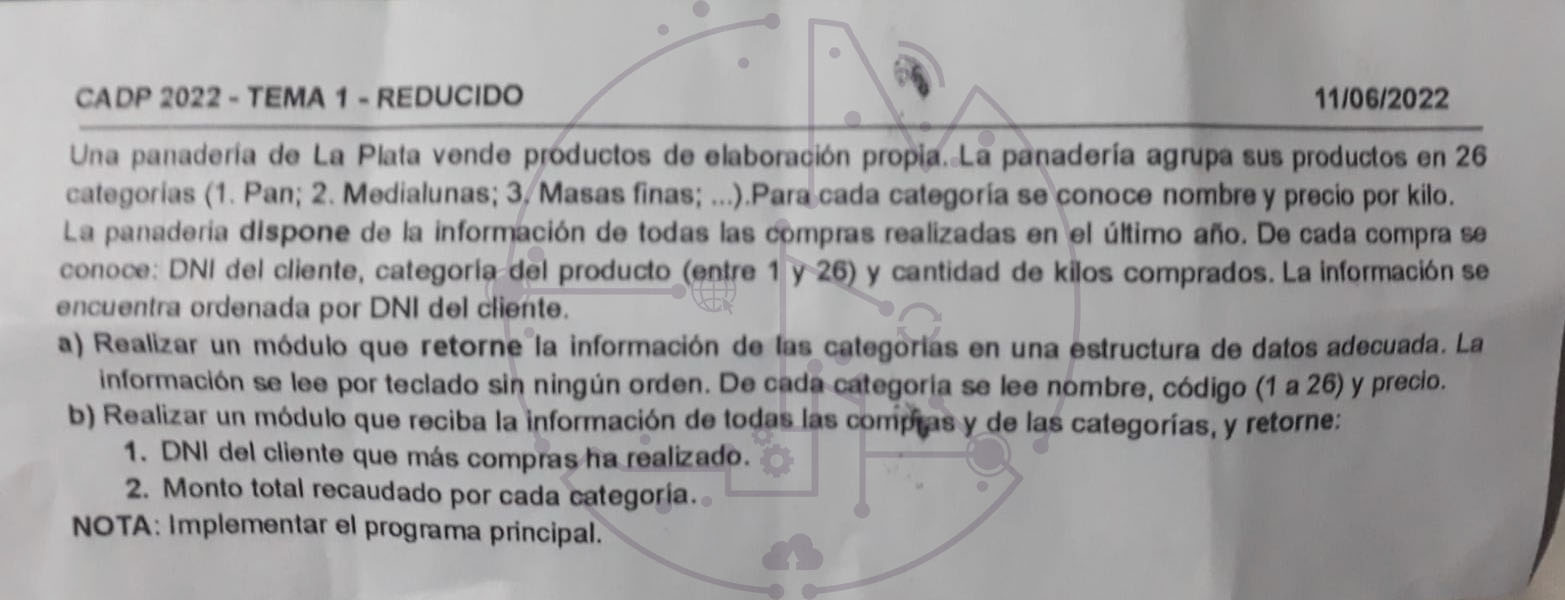 CADP 2022 - TEMA 1 - REDUCIDO 11/06/2022
Una panadería de La Plata vende productos de elaboración propia. La panadería agrupa sus productos en 26
categorías (1. Pan; 2. Medialunas; 3. Masas finas; ...).Para cada categoría se conoce nombre y precio por kilo.
La panadería dispone de la información de todas las compras realizadas en el último año. De cada compra se
conoce: DNI del cliente, categoría del producto (entre 1 y 26) y cantidad de kilos comprados. La información se
encuentra ordenada por DNI del cliente.
a) Realizar un módulo que retorne la información de las categorías en una estructura de datos adecuada. La
información se lee por teclado sin ningún orden. De cada categoría se lee nombre, código (1 a 26) y precio.
b) Realizar un módulo que reciba la información de todas las compras y de las categorías, y retorne:
1. DNI del cliente que más compras ha realizado.
2. Monto total recaudado por cada categoría.
NOTA: Implementar el programa principal.